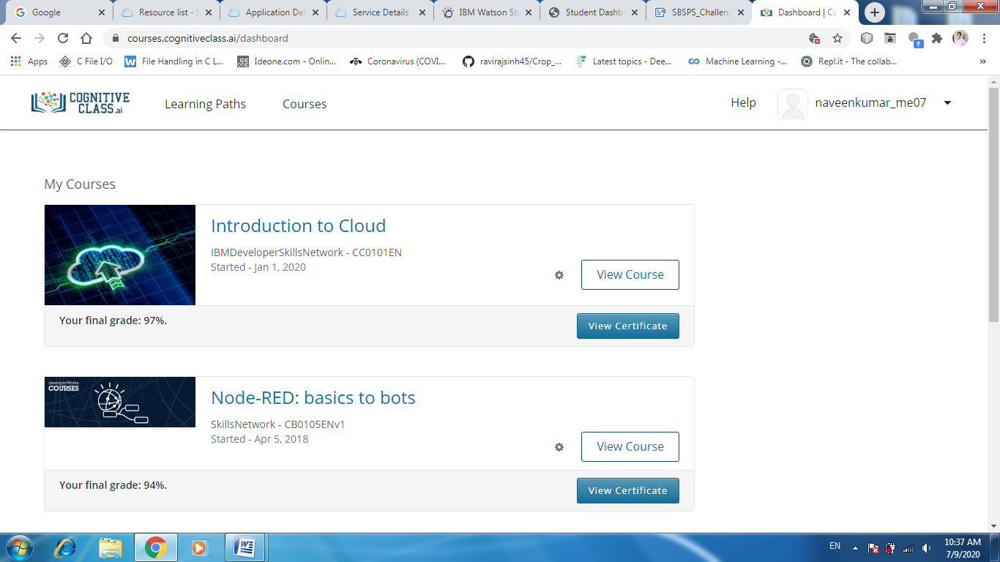 Google
Resource list - I
Application Det
Service Details
IBM Watson St
Student Dashb
SBSPS_Challeng
Dashboard | Co
courses.cognitiveclass.ai/dashboard
Apps
C File I/O
File Handling in C L...
IDE ONE
Ideone.com - Onlin...
Coronavirus (COVI...
ravirajsinh45/Crop_...
Latest topics - Dee...
Machine Learning -...
Repl.it - The collab...
»
COGNITIVE
CLASS.ai
Learning Paths
Courses
Help
naveenkumar_me07
My Courses
Introduction to Cloud
IBMDeveloperSkillsNetwork - CC0101EN
Started - Jan 1, 2020
View Course
Your final grade: 97%.
View Certificate
developerWorks
COURSES
Node-RED: basics to bots
SkillsNetwork - CB0105ENv1
Started - Apr 5, 2018
View Course
Your final grade: 94%.
View Certificate
EN
10:37 AM
7/9/2020